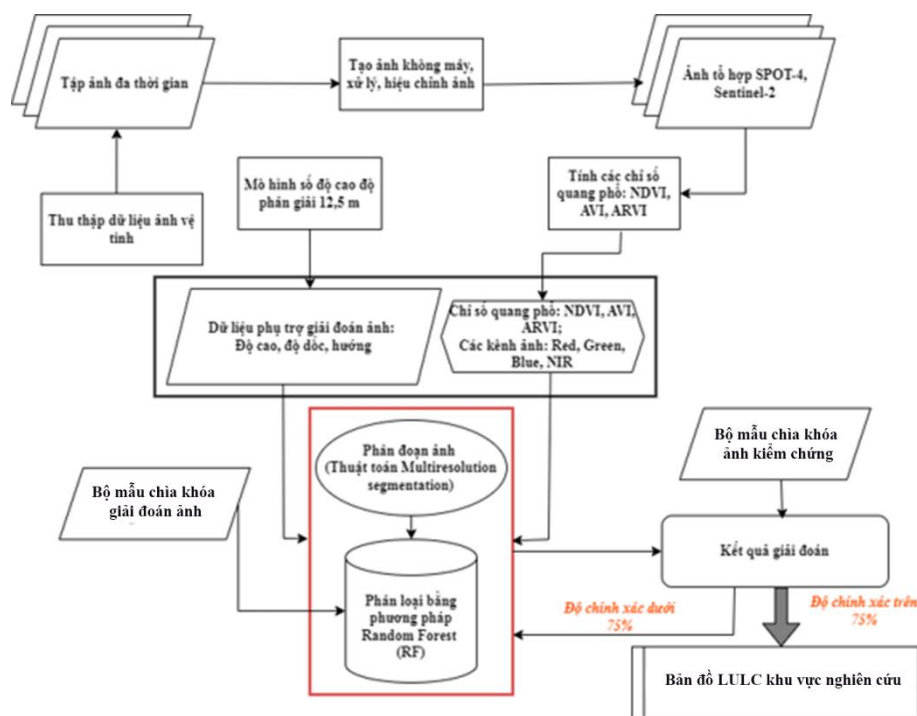 Tập ảnh đa thời gian
Tạo ảnh không máy,
xử lý, hiệu chỉnh ảnh
Ảnh tổ hợp SPOT-4,
Sentinel-2
Thu thập dữ liệu ảnh vệ
tinh
Mô hình số độ cao độ
phân giải 12,5 m
Tính các chỉ số
quang phổ: NDVI,
AVI, ARVI
Dữ liệu phụ trợ giải đoán ảnh:
Độ cao, độ dốc, hướng
Chỉ số quang phổ: NDVI, AVI,
ARVI;
Các kênh ảnh: Red, Green,
Blue, NIR
Phân đoạn ảnh
(Thuật toán Multiresolution
segmentation)
Bộ mẫu chìa khóa
giải đoán ảnh
Phân loại bằng
phương pháp
Random Forest
(RF)
Bộ mẫu chìa khóa
ảnh kiểm chứng
Kết quả giải đoán
Độ chính xác dưới
75%
Độ chính xác trên
75%
Bản đồ LULC khu vực nghiên cứu